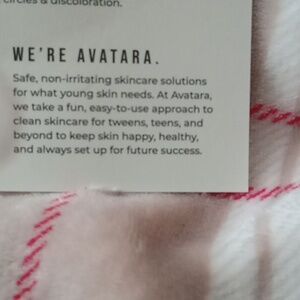 circles & discoloration.
WE'RE AVATARA.
Safe, non-irritating skincare solutions
for what young skin needs. At Avatara,
we take a fun, easy-to-use approach to
clean skincare for tweens, teens, and
beyond to keep skin happy, healthy,
and always set up for future success.